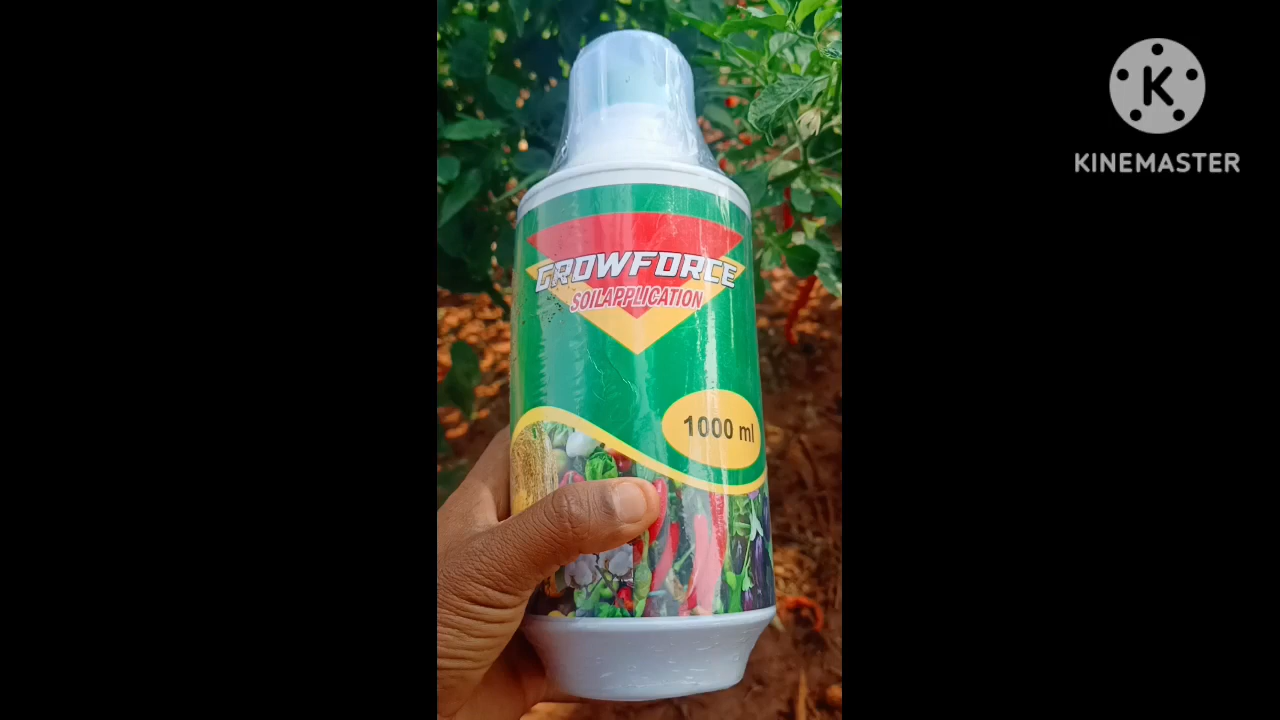 GROWFORCE
SOILAPPLICATION
1000 ml
K
KINEMASTER